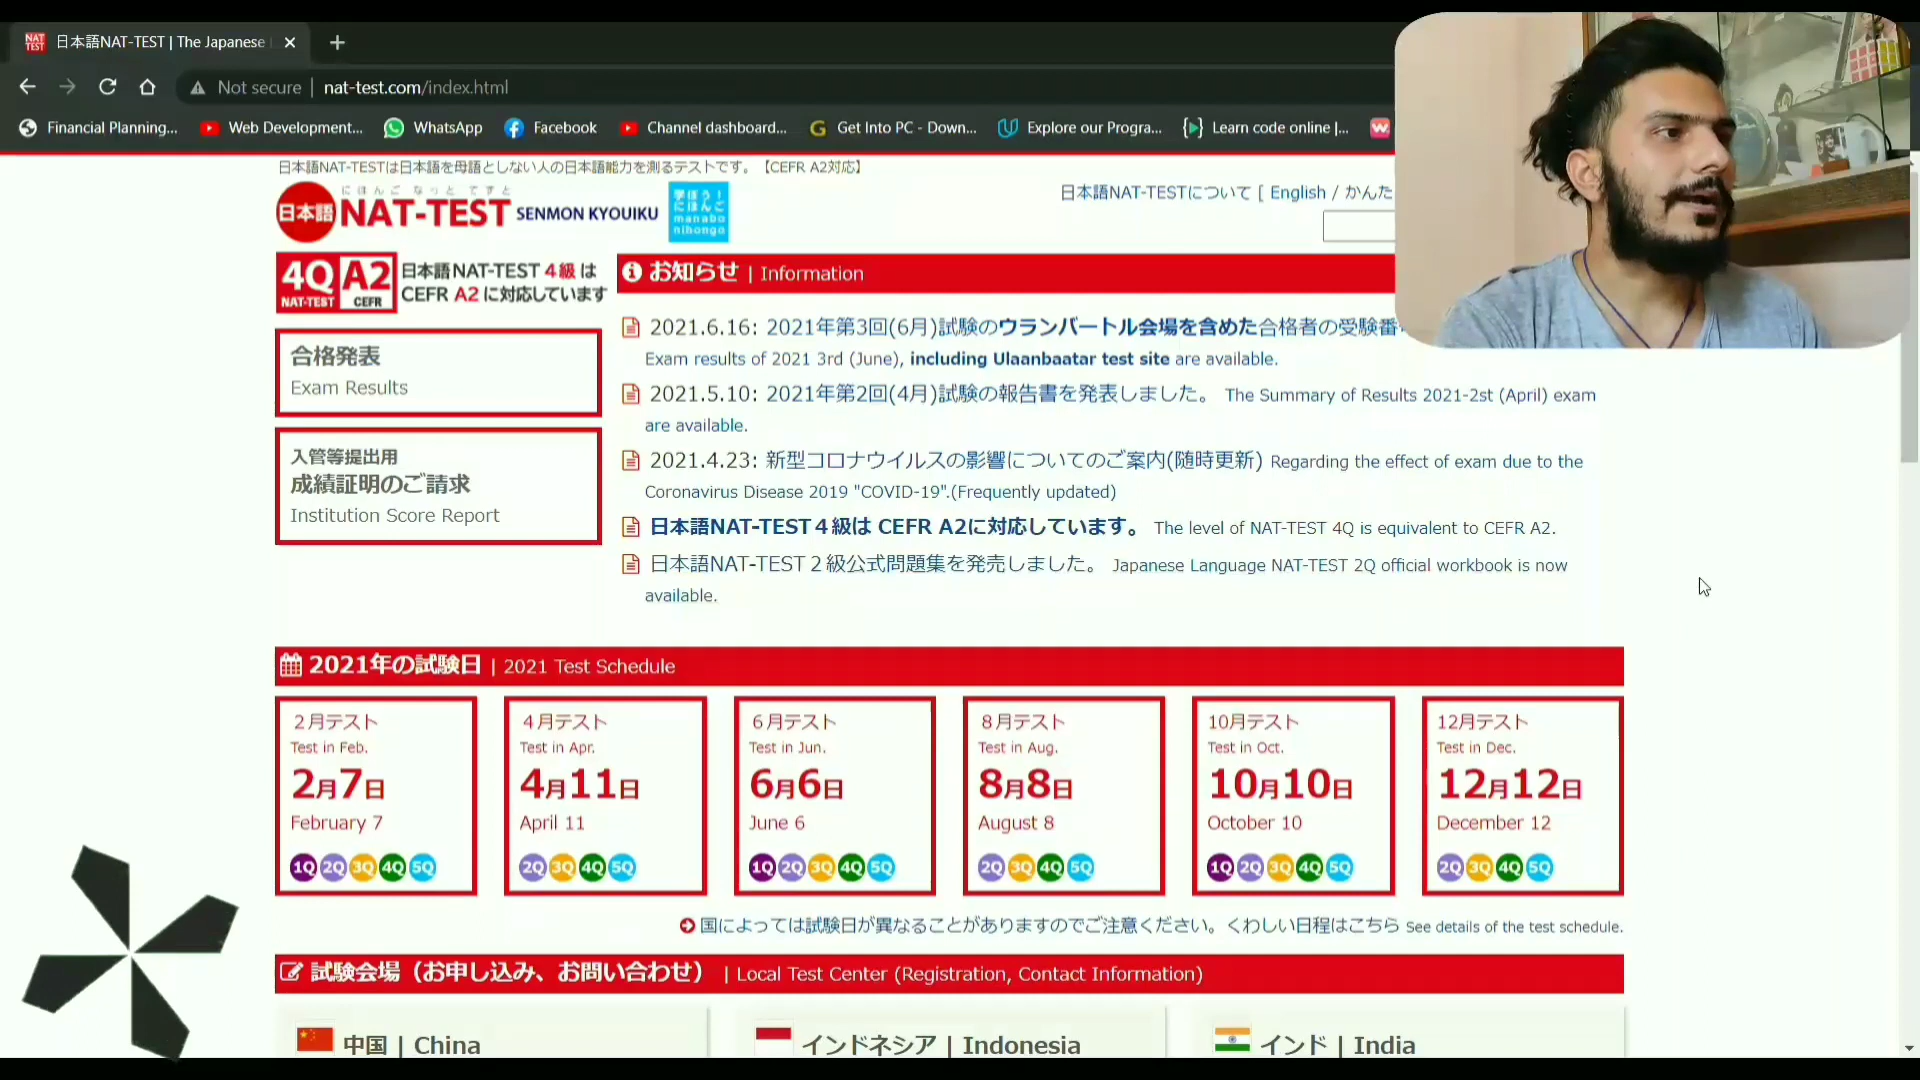 日本語NAT-TEST | The Japanese
Not secure | nat-test.com/index.html
Financial Planning... Web Development... WhatsApp Facebook Channel dashboard... Get Into PC - Down... Explore our Progra... Learn code online |...
日本語NAT-TESTは日本語を母語としない人の日本語能力を測るテストです。【CEFR A2対応】
にほんご なっと てすと
日本語 NAT-TEST SENMON KYOUIKU
学ぼう！
にほんご
manabo
nihongo
日本語NAT-TESTについて [ English / かんた
4Q NAT-TEST A2 CEFR
日本語NAT-TEST 4級 は
CEFR A2 に対応しています
合格発表
Exam Results
入管等提出用
成績証明のご請求
Institution Score Report
お知らせ | Information
2021.6.16: 2021年第3回(6月)試験のウランバートル会場を含めた合格者の受験番
Exam results of 2021 3rd (June), including Ulaanbaatar test site are available.
2021.5.10: 2021年第2回(4月)試験の報告書を発表しました。 The Summary of Results 2021-2st (April) exam
are available.
2021.4.23: 新型コロナウイルスの影響についてのご案内(随時更新) Regarding the effect of exam due to the
Coronavirus Disease 2019 "COVID-19".(Frequently updated)
日本語NAT-TEST４級は CEFR A2に対応しています。 The level of NAT-TEST 4Q is equivalent to CEFR A2.
日本語NAT-TEST２級公式問題集を発売しました。 Japanese Language NAT-TEST 2Q official workbook is now
available.
2021年の試験日 | 2021 Test Schedule
２月テスト
Test in Feb.
2月7日
February 7
1Q 2Q 3Q 4Q 5Q
４月テスト
Test in Apr.
4月11日
April 11
2Q 3Q 4Q 5Q
６月テスト
Test in Jun.
6月6日
June 6
1Q 2Q 3Q 4Q 5Q
８月テスト
Test in Aug.
8月8日
August 8
2Q 3Q 4Q 5Q
10月テスト
Test in Oct.
10月10日
October 10
1Q 2Q 3Q 4Q 5Q
12月テスト
Test in Dec.
12月12日
December 12
2Q 3Q 4Q 5Q
国によっては試験日が異なることがありますのでご注意ください。くわしい日程はこちら See details of the test schedule.
試験会場（お申し込み、お問い合わせ） | Local Test Center (Registration, Contact Information)
中国 | China
インドネシア | Indonesia
インド | India